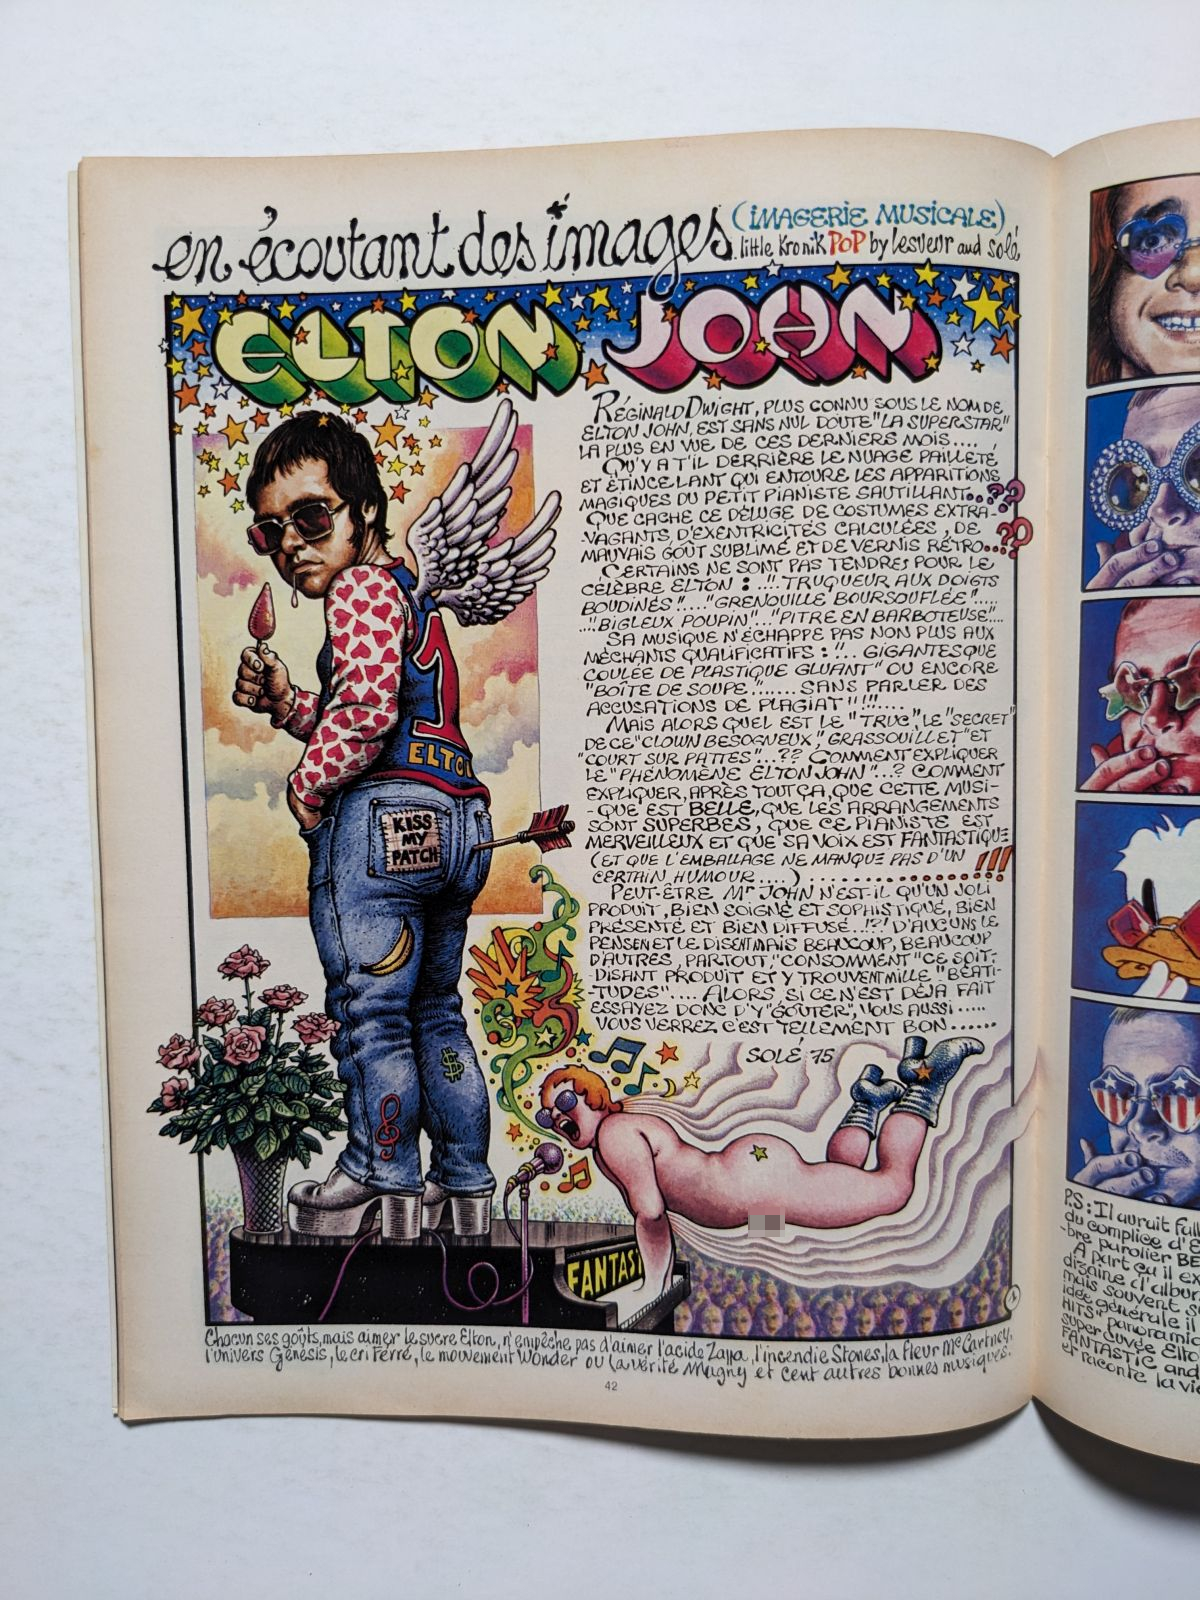 en écoutant des images (IMAGERIE MUSICALE)
little Kronik POP by Lesueur and Solé
ELTON JOHN
RÉGINALD DWIGHT, PLUS CONNU SOUS LE NOM DE
ELTON JOHN, EST SANS NUL DOUTE "LA SUPERSTAR"
LA PLUS EN VUE DE CES DERNIERS MOIS....
QU'Y A T'IL DERRIÈRE LE NUAGE PAILLETÉ
ET ÉTINCELANT QUI ENTOURE LES APPARITIONS
MAGIQUES DU PETIT PIANISTE SAUTILLANT...??
QUE CACHE CE DÉLUGE DE COSTUMES EXTRA-
-VAGANTS, D'EXENTRICITÉS CALCULÉES, DE
MAUVAIS GOÛT SUBLIMÉ ET DE VERNIS RÉTRO...??
CERTAINS NE SONT PAS TENDRES POUR LE
CÉLÈBRE ELTON : ..". TRUQUEUR AUX DOIGTS
BOUDINÉS"...."GRENOUILLE BOURSOUFLÉE".....
..."BIGLEUX POUPIN"..."PITRE EN BARBOTEUSE"....
SA MUSIQUE N'ÉCHAPPE PAS NON PLUS AUX
MÉCHANTS QUALIFICATIFS : ".. GIGANTESQUE
COULÉE DE PLASTIQUE GLUANT" OU ENCORE
"BOÎTE DE SOUPE"....... SANS PARLER DES
ACCUSATIONS DE PLAGIAT"!!!....
MAIS ALORS QUEL EST LE "TRUC", LE "SECRET"
DE CE "CLOWN BESOGNEUX", "GRASSOUILLET" ET
"COURT SUR PATTES"...?? COMMENT EXPLIQUER
LE "PHÉNOMÈNE ELTON JOHN"...? COMMENT
EXPLIQUER, APRÈS TOUT ÇA, QUE CETTE MUSI-
-QUE EST BELLE, QUE LES ARRANGEMENTS
SONT SUPERBES, QUE CE PIANISTE EST
MERVEILLEUX ET QUE SA VOIX EST FANTASTIQUE
(ET QUE L'EMBALLAGE NE MANQUE PAS D'UN
CERTAIN HUMOUR....)..................!!!
PEUT-ÊTRE Mr JOHN N'EST-IL QU'UN JOLI
PRODUIT, BIEN SOIGNÉ ET SOPHISTIQUÉ, BIEN
PRÉSENTÉ ET BIEN DIFFUSÉ..!?! D'AUCUNS LE
PENSENT ET LE DISENT MAIS BEAUCOUP, BEAUCOUP
D'AUTRES, PARTOUT, "CONSOMMENT" CE SOIT-
-DISANT PRODUIT ET Y TROUVENT MILLE "BÉATI-
-TUDES".... ALORS, SI CE N'EST DÉJÀ FAIT
ESSAYEZ DONC D'Y "GOÛTER", VOUS AUSSI.....
VOUS VERREZ C'EST TELLEMENT BON......
SOLÉ 75
1
ELTON
KISS
MY
PATCH
$
FANTAS
Chacun ses goûts, mais aimer le sucre Elton, n'empêche pas d'aimer l'acide Zappa, l'incendie Stones, la fleur McCartney,
l'univers Génesis, le cri Ferré, le mouvement Wonder ou la vérité Magny et cent autres bonnes musiques.
42
P.S : Il aurait fall
du complice d'E
-bre parolier BE
À part ça il ex
dizaine d'album
mais souvent s
idée générale il
HITS" panoramic
super cuvée Elto
FANTASTIC and
et raconte la vie